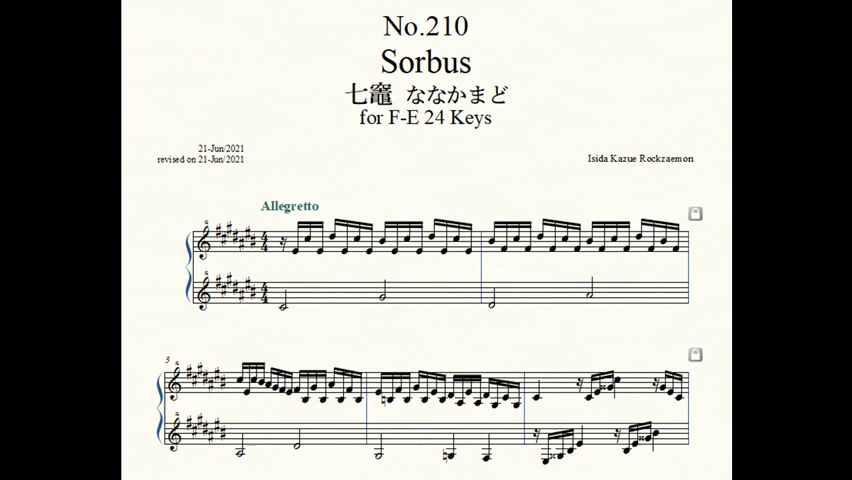 No.210
Sorbus
七竈 ななかまど
for F-E 24 Keys
21-Jun/2021
revised on 21-Jun/2021
Isida Kazue Rockzaemon
Allegretto
3